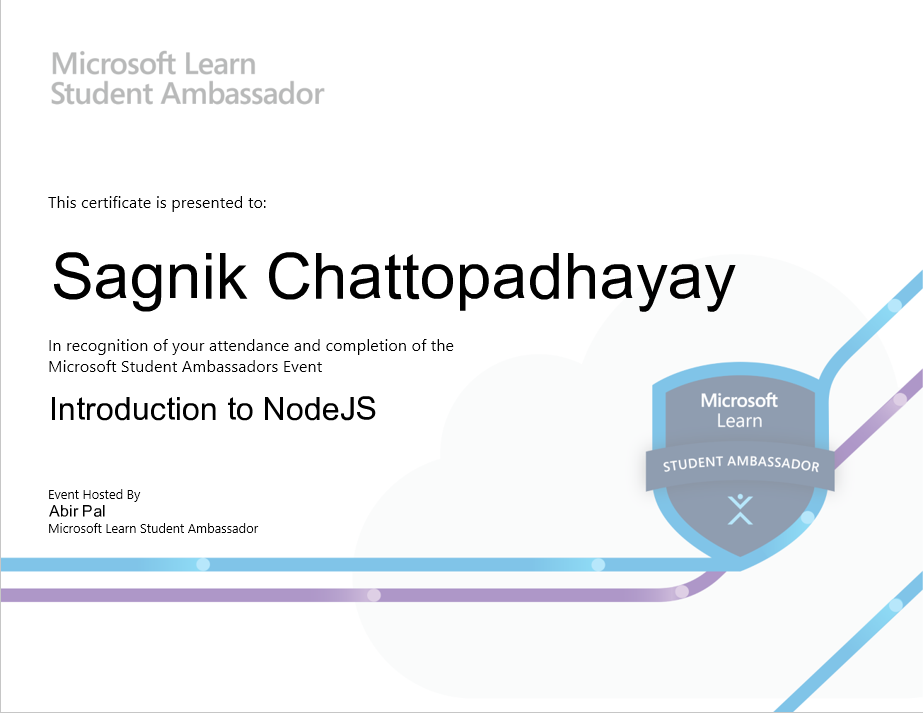 Microsoft Learn
Student Ambassador
This certificate is presented to:
Sagnik Chattopadhayay
In recognition of your attendance and completion of the
Microsoft Student Ambassadors Event
Introduction to NodeJS
Microsoft
Learn
STUDENT AMBASSADOR
Event Hosted By
Abir Pal
Microsoft Learn Student Ambassador